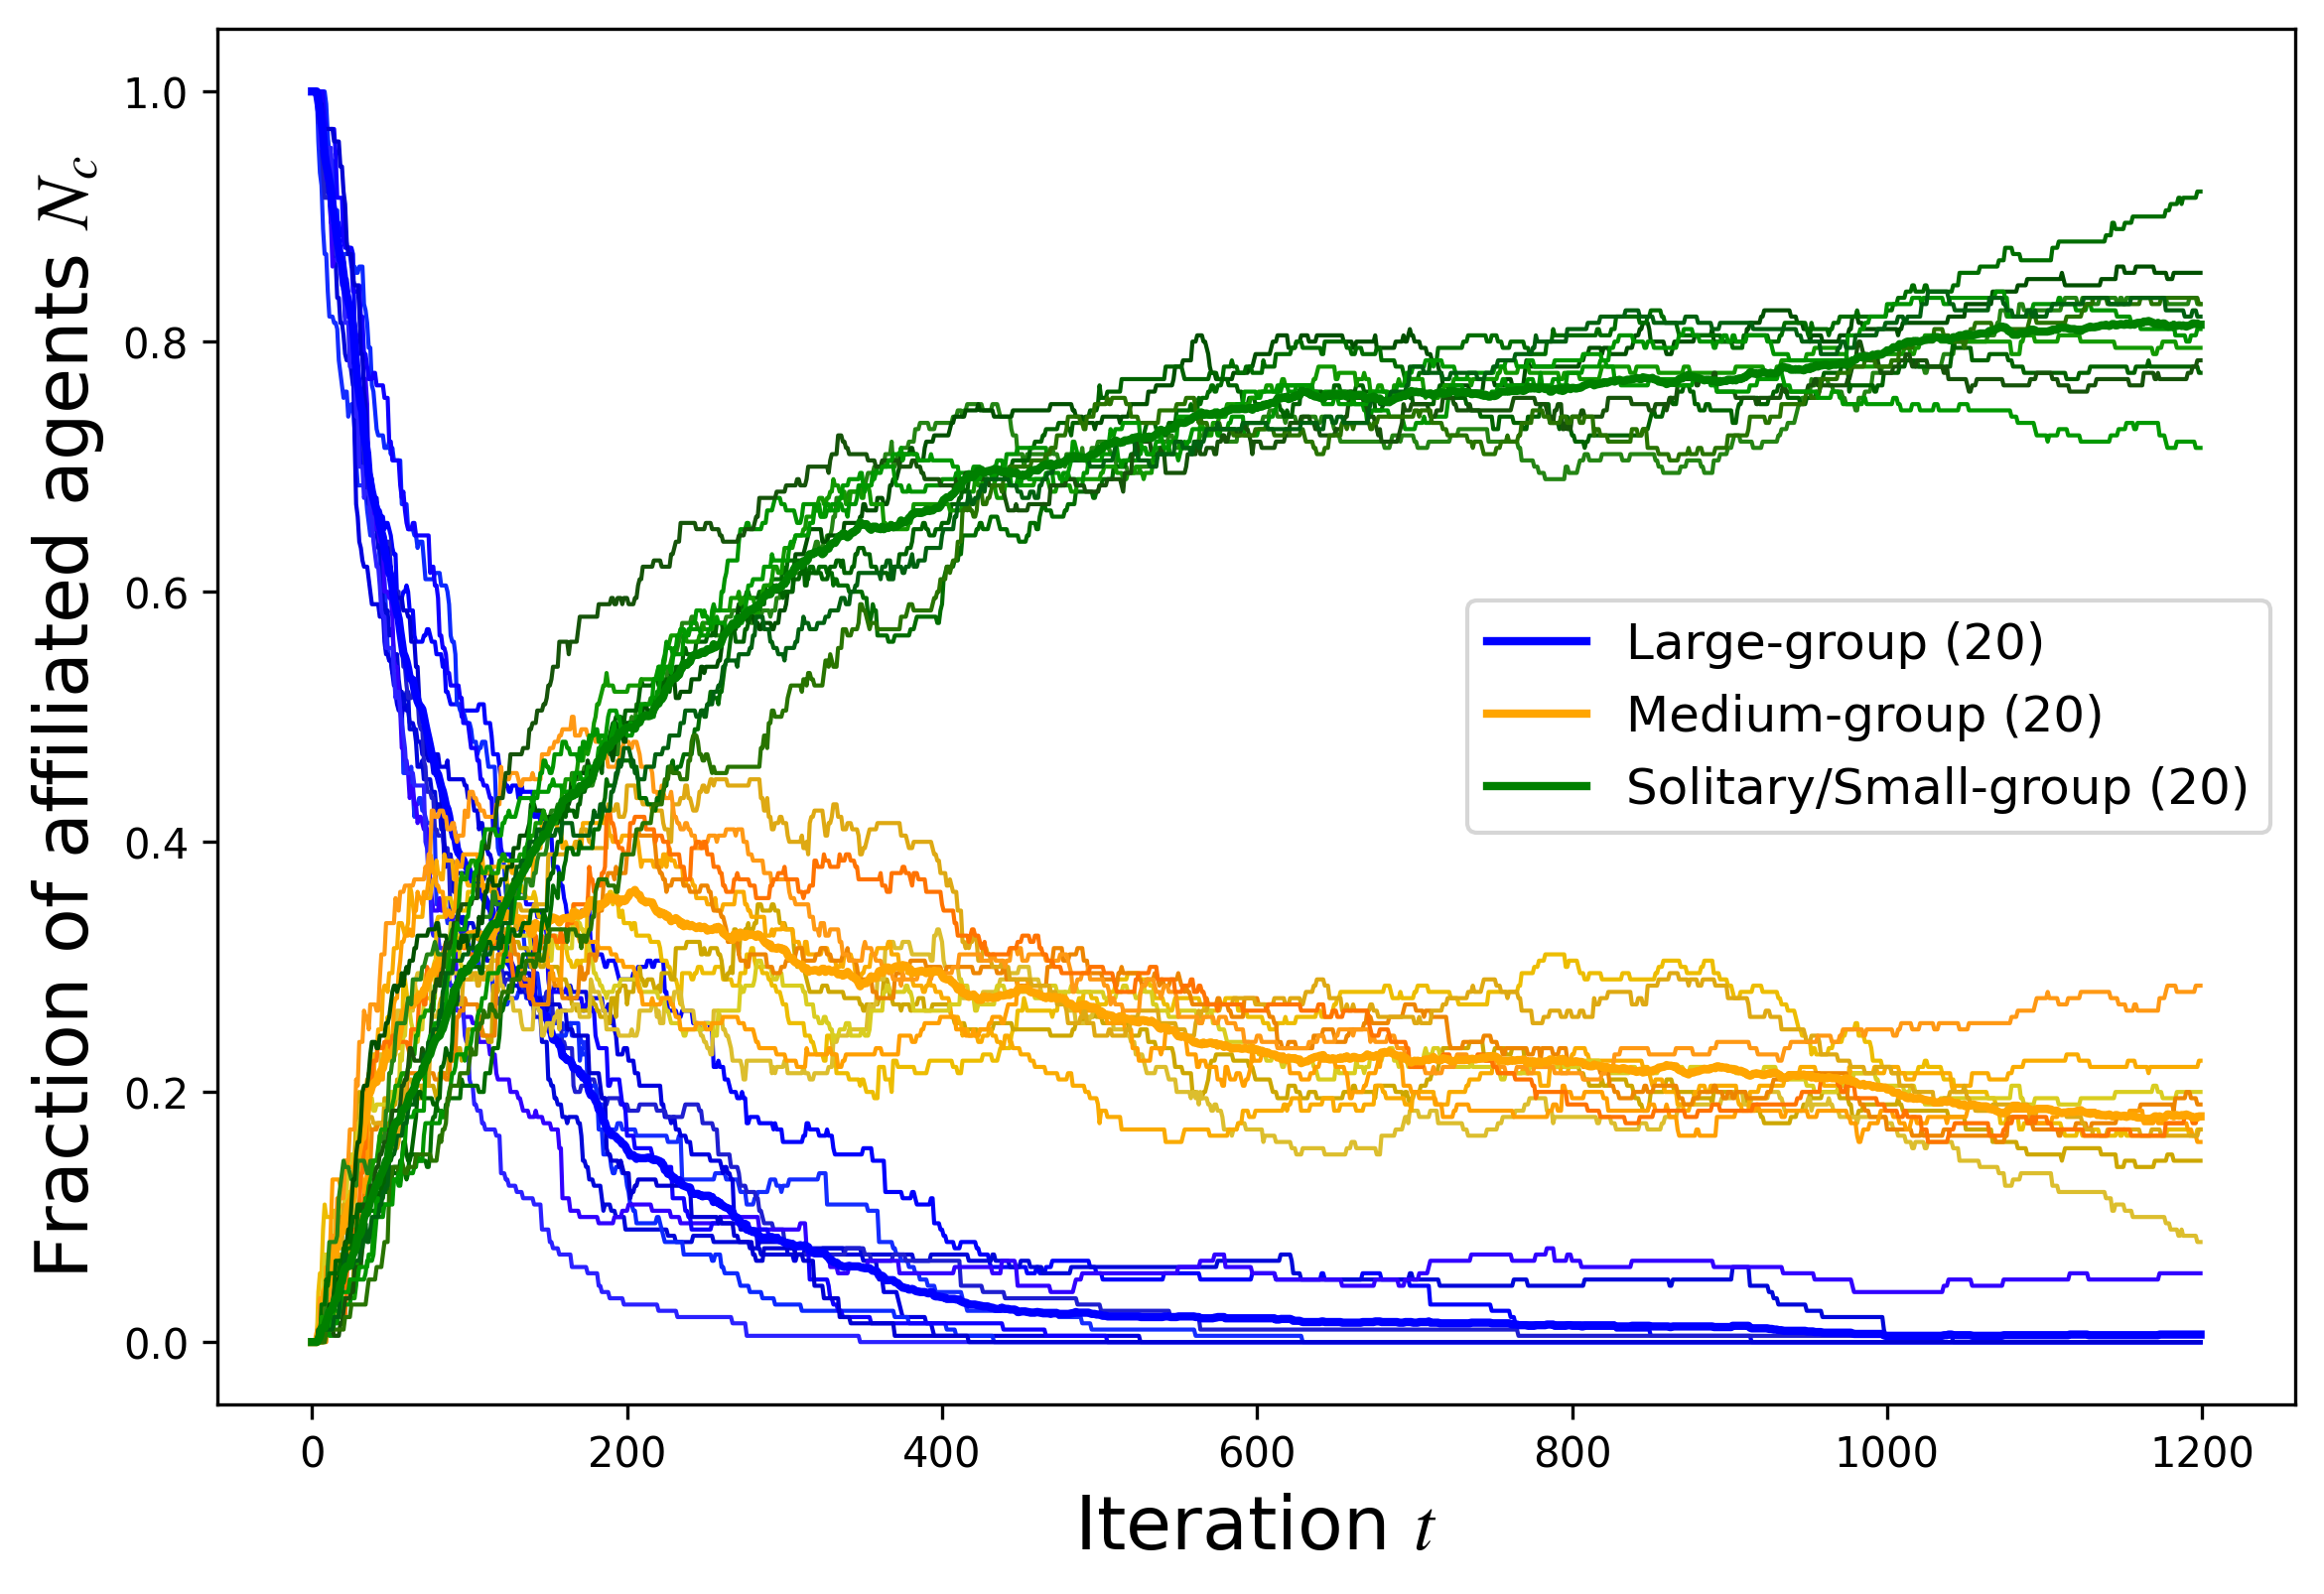 Fraction of affiliated agents N_c
1.0
0.8
0.6
0.4
0.2
0.0
Large-group (20)
Medium-group (20)
Solitary/Small-group (20)
0 200 400 600 800 1000 1200
Iteration t